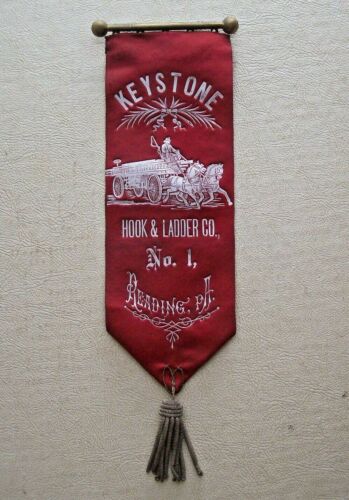 KEYSTONE
HOOK & LADDER CO.,
No. 1,
READING, PA.